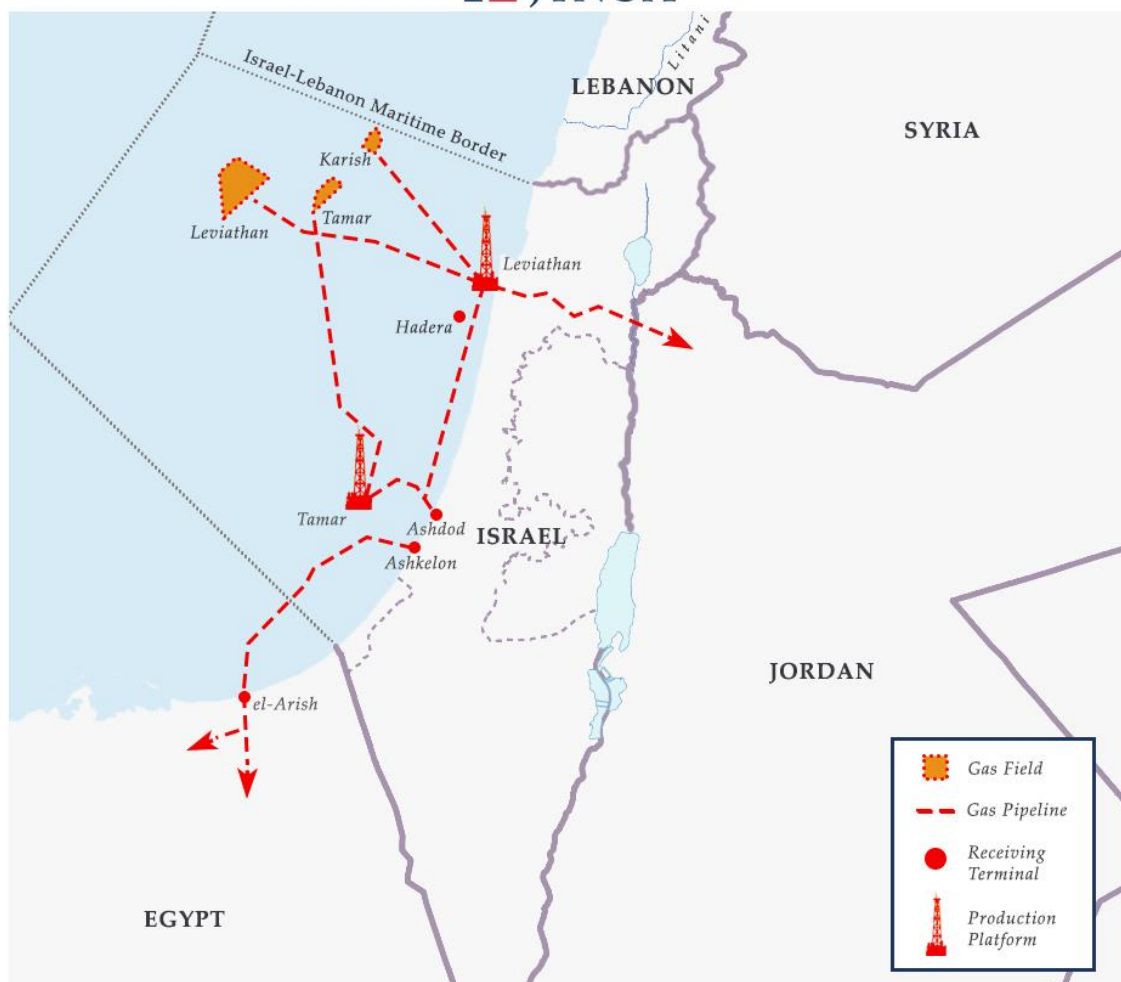 Litani
LEBANON
Israel-Lebanon Maritime Border
SYRIA
Karish
Tamar
Leviathan
Leviathan
Hadera
Tamar
Ashdod
ISRAEL
Ashkelon
JORDAN
el-Arish
EGYPT
Gas Field
Gas Pipeline
Receiving
Terminal
Production
Platform